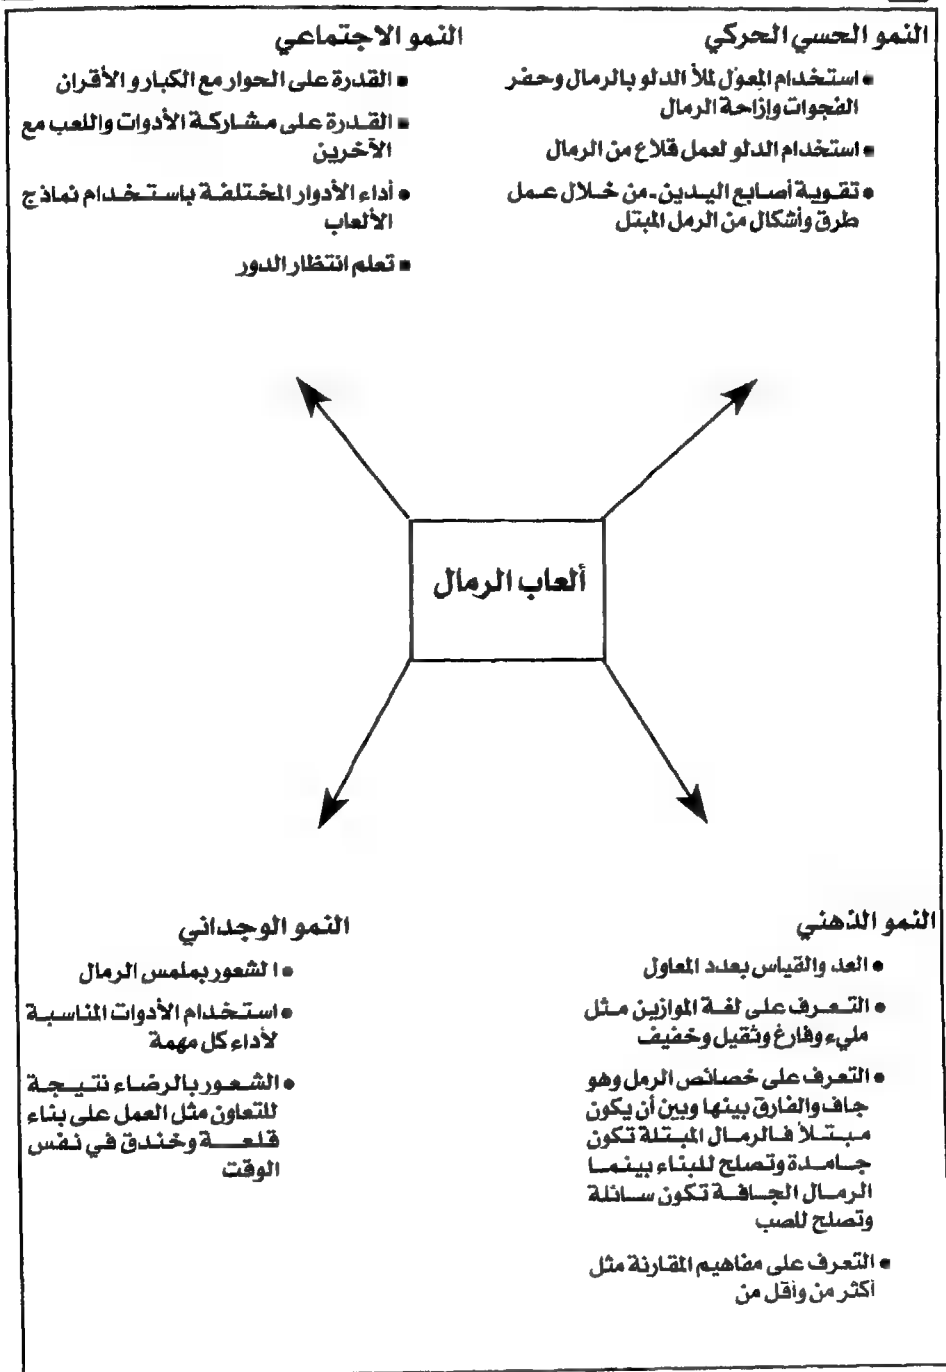 النمو الحسي الحركي
• استخدام المِعوَل لملأ الدلو بالرمال وحفر
الفجوات وإزاحة الرمال
• استخدام الدلو لعمل قلاع من الرمال
• تقوية أصابع اليدين - من خلال عمل
طرق وأشكال من الرمل المبتل
النمو الاجتماعي
• القدرة على الحوار مع الكبار و الأقران
• القدرة على مشاركة الأدوات واللعب مع
الآخرين
• أداء الأدوار المختلفة باستخدام نماذج
الألعاب
• تعلم انتظار الدور
ألعاب الرمال
النمو الذهني
• العد والقياس بعدد المعاول
• التعرف على لغة الموازين مثل
مليء وفارغ وثقيل وخفيف
• التعرف على خصائص الرمل وهو
جاف والفارق بينها وبين أن يكون
مبتلاً فالرمال المبتلة تكون
جامدة وتصلح للبناء بينما
الرمال الجافة تكون سائلة
وتصلح للصب
• التعرف على مفاهيم المقارنة مثل
أكثر من وأقل من
النمو الوجداني
• الشعور بملمس الرمال
• استخدام الأدوات المناسبة
لأداء كل مهمة
• الشعور بالرضاء نتيجة
للتعاون مثل العمل على بناء
قلعة وخندق في نفس
الوقت